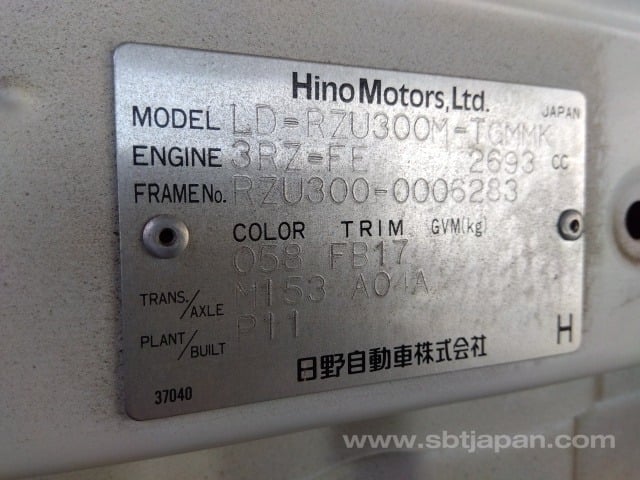 Hino Motors, Ltd.
JAPAN
MODEL LD-RZU300M-TGMMK
ENGINE 3RZ-FE 2693 CC
FRAME No. RZU300-0006283
COLOR TRIM GVM(kg)
058 FB17
TRANS./AXLE M153 A04A
PLANT/BUILT P11
H
日野自動車株式会社
37040
www.sbtjapan.com